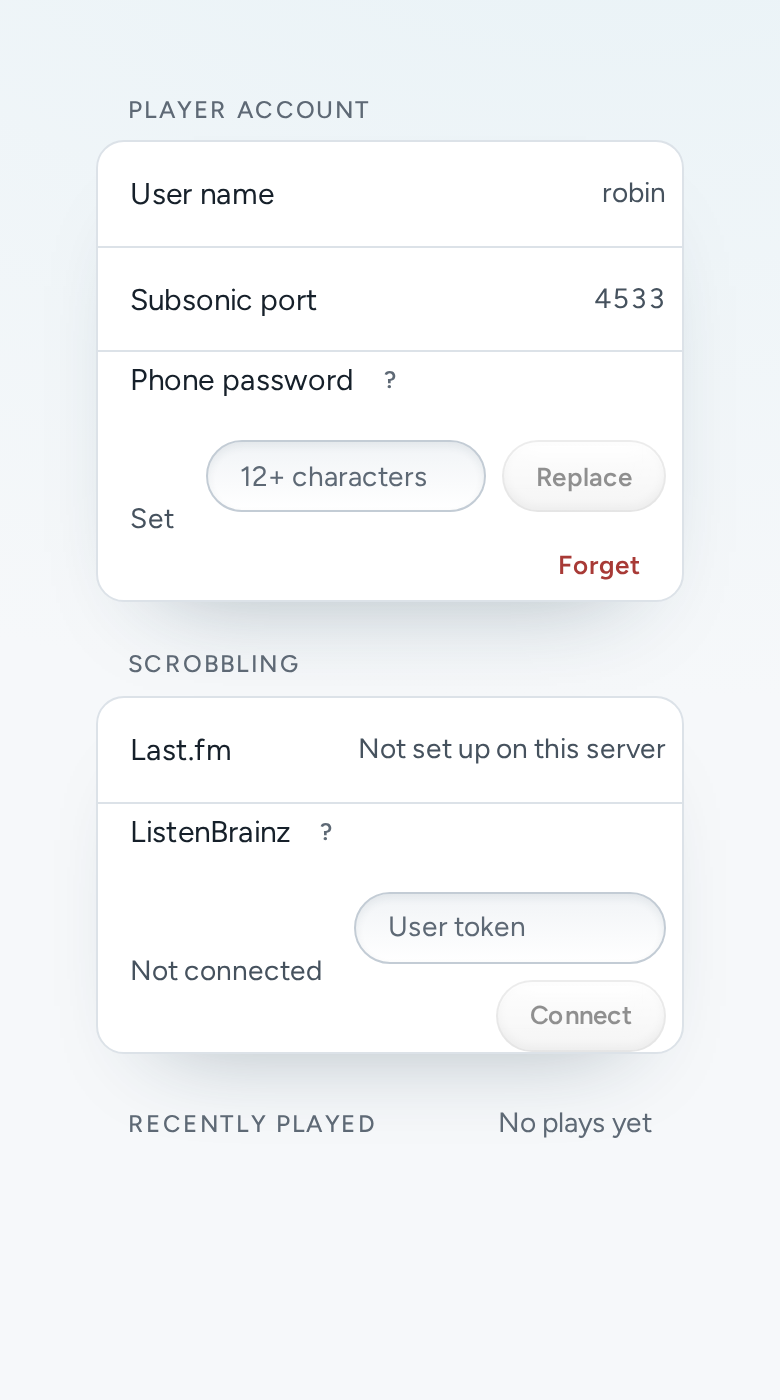 PLAYER ACCOUNT
User name robin
Subsonic port 4533
Phone password ?
12+ characters Replace
Set
Forget
SCROBBLING
Last.fm Not set up on this server
ListenBrainz ?
User token
Not connected
Connect
RECENTLY PLAYED No plays yet